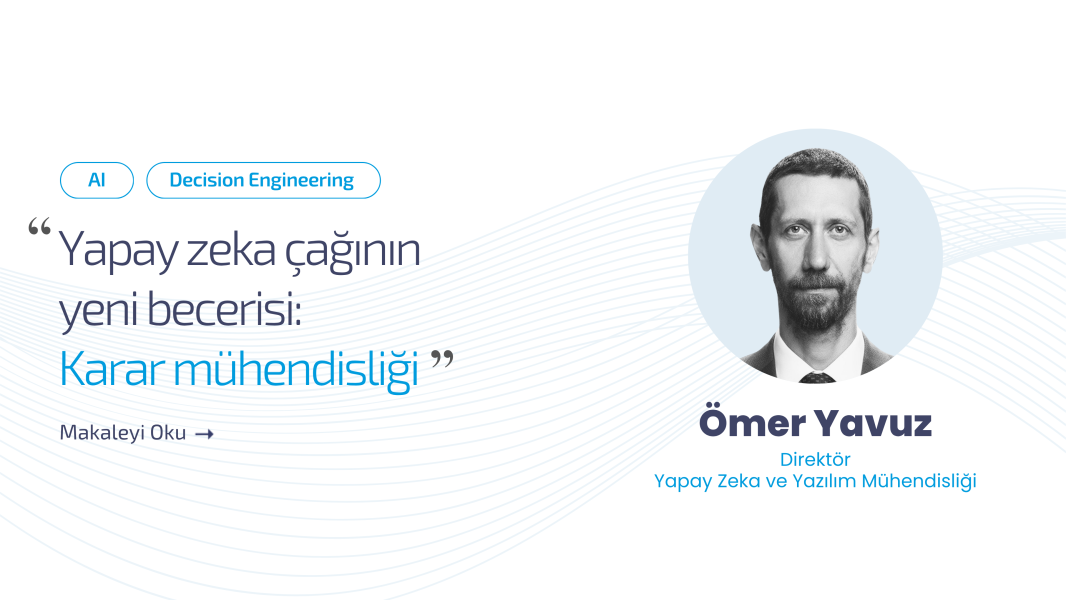 AI
Decision Engineering
“Yapay zeka çağının
yeni becerisi:
Karar mühendisliği”
Makaleyi Oku →
Ömer Yavuz
Direktör
Yapay Zeka ve Yazılım Mühendisliği